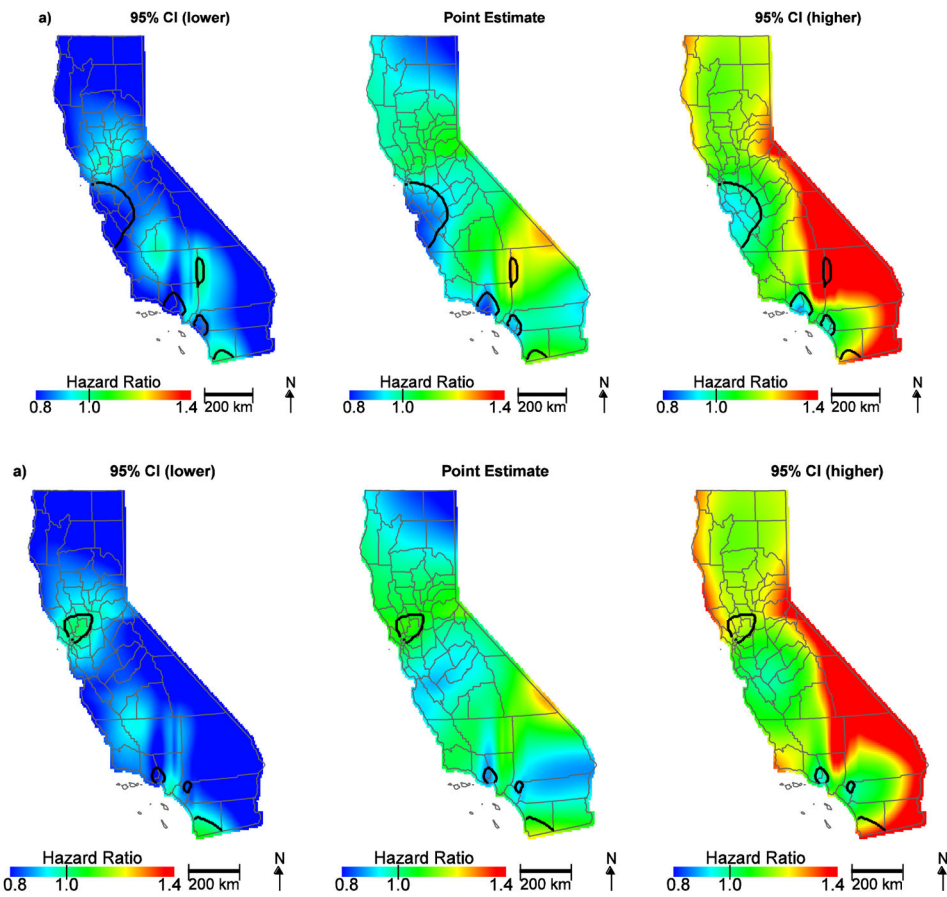 a) 95% CI (lower) Point Estimate 95% CI (higher)
Hazard Ratio N Hazard Ratio N Hazard Ratio N
0.8 1.0 1.4 200 km 0.8 1.0 1.4 200 km 0.8 1.0 1.4 200 km
a) 95% CI (lower) Point Estimate 95% CI (higher)
Hazard Ratio N Hazard Ratio N Hazard Ratio N
0.8 1.0 1.4 200 km 0.8 1.0 1.4 200 km 0.8 1.0 1.4 200 km